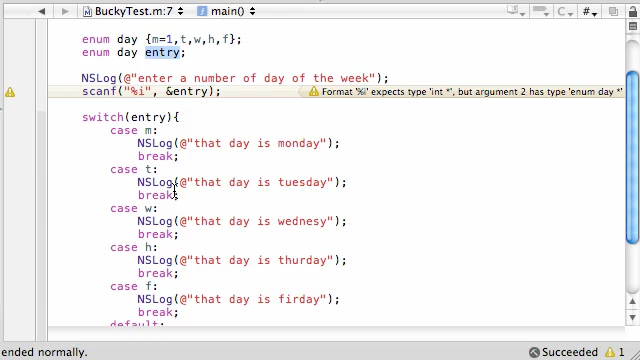 BuckyTest.m:7 main()
enum day {m=1,t,w,h,f};
enum day entry;
NSLog(@"enter a number of day of the week");
scanf("%i", &entry); Format '%i' expects type 'int *', but argument 2 has type 'enum day *'
switch(entry){
case m:
NSLog(@"that day is monday");
break;
case t:
NSLog(@"that day is tuesday");
break;
case w:
NSLog(@"that day is wednesy");
break;
case h:
NSLog(@"that day is thurday");
break;
case f:
NSLog(@"that day is firday");
break;
default:
ended normally. Succeeded 1